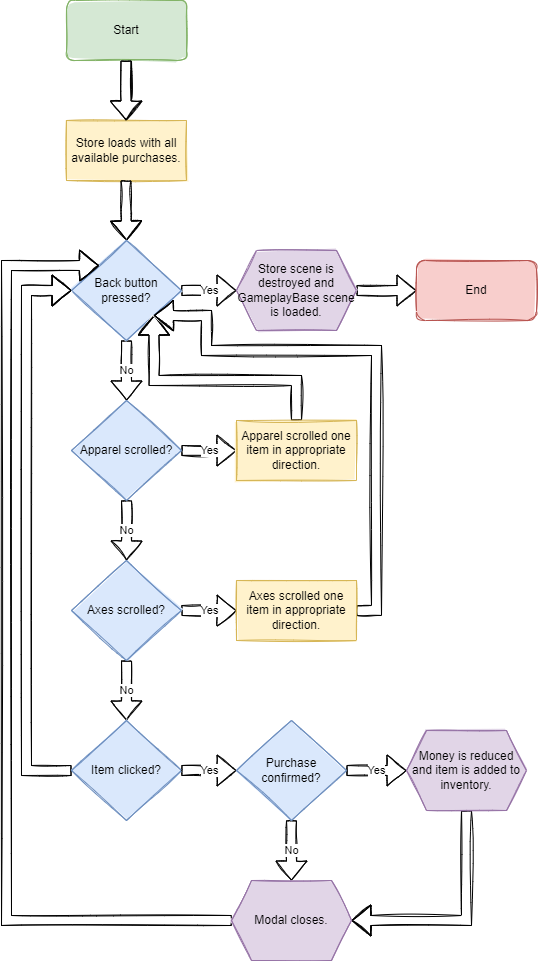 Start
Store loads with all
available purchases.
Back button
pressed?
Yes
Store scene is
destroyed and
GameplayBase scene
is loaded.
End
No
Apparel scrolled?
Yes
Apparel scrolled one
item in appropriate
direction.
No
Axes scrolled?
Yes
Axes scrolled one
item in appropriate
direction.
No
Item clicked?
Yes
Purchase
confirmed?
Yes
Money is reduced
and item is added to
inventory.
No
Modal closes.